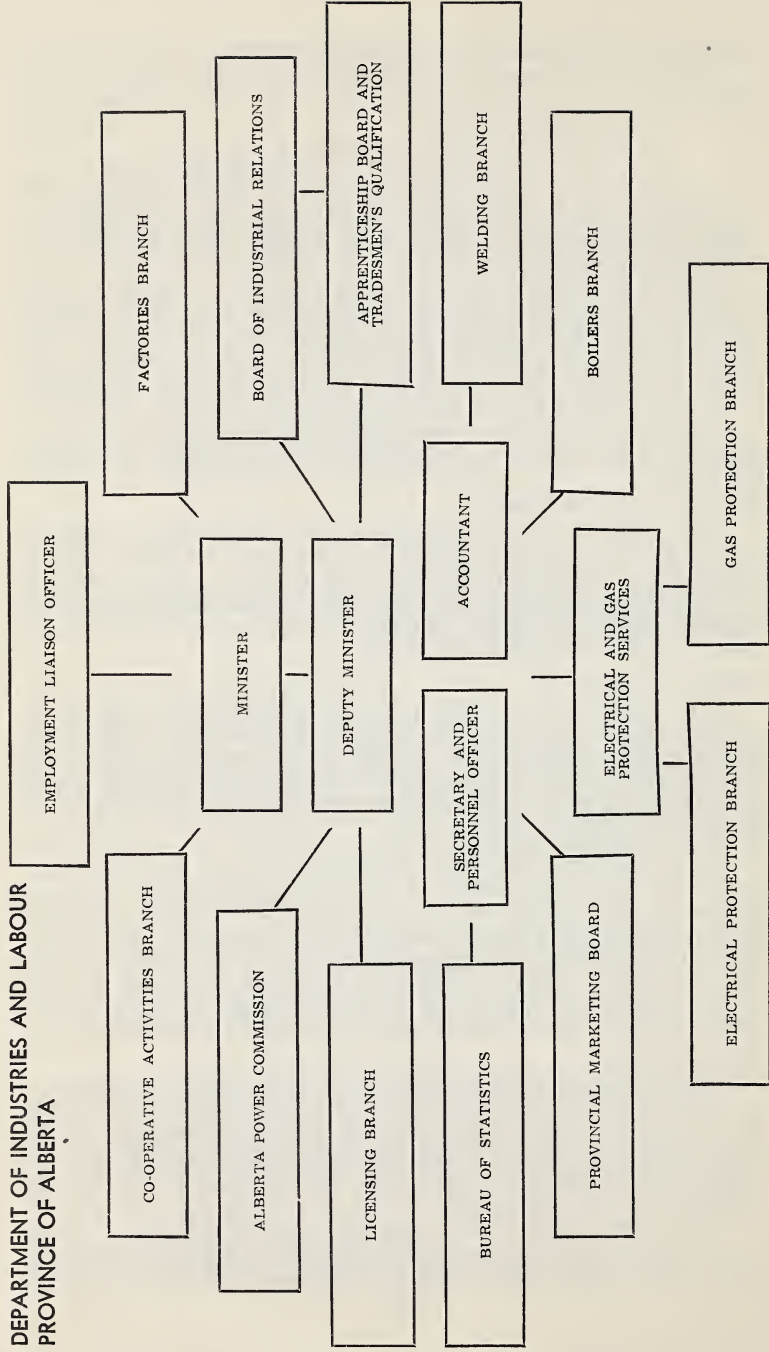 DEPARTMENT OF INDUSTRIES AND LABOUR
PROVINCE OF ALBERTA
EMPLOYMENT LIAISON OFFICER
CO-OPERATIVE ACTIVITIES BRANCH
FACTORIES BRANCH
MINISTER
ALBERTA POWER COMMISSION
BOARD OF INDUSTRIAL RELATIONS
DEPUTY MINISTER
LICENSING BRANCH
APPRENTICESHIP BOARD AND
TRADESMEN'S QUALIFICATION
SECRETARY AND
PERSONNEL OFFICER
ACCOUNTANT
BUREAU OF STATISTICS
WELDING BRANCH
PROVINCIAL MARKETING BOARD
BOILERS BRANCH
ELECTRICAL AND GAS
PROTECTION SERVICES
ELECTRICAL PROTECTION BRANCH
GAS PROTECTION BRANCH